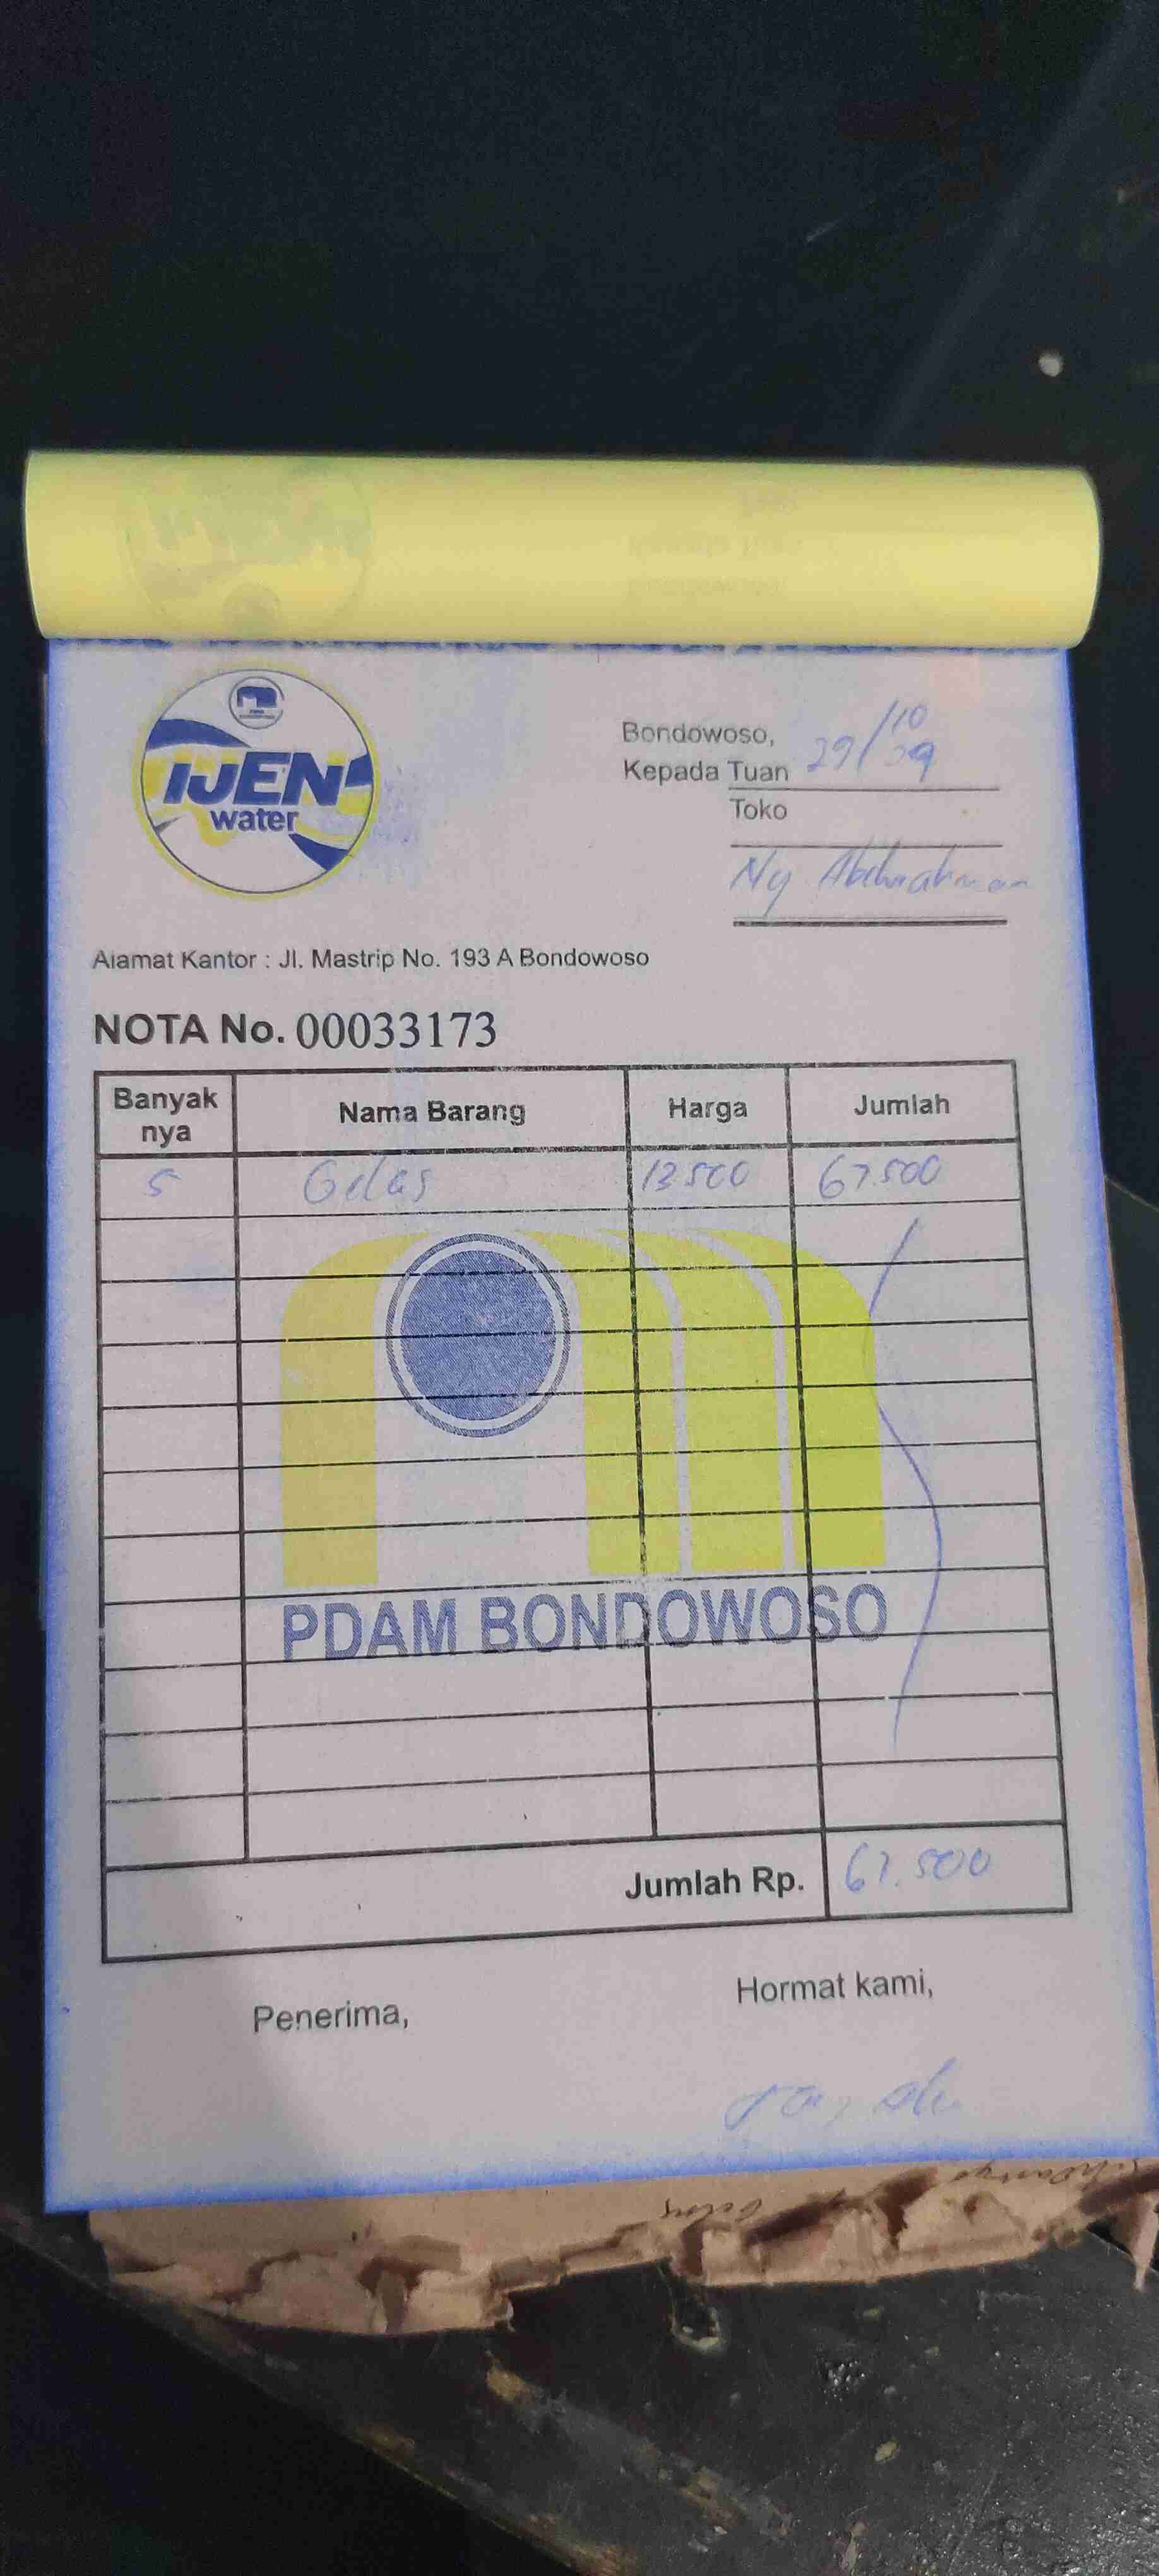 IJEN
water
Bondowoso, 29/10
Kepada Tuan
Toko
Ny Abdurahman
Alamat Kantor : Jl. Mastrip No. 193 A Bondowoso
NOTA No. 00033173
Banyak nya Nama Barang Harga Jumlah
5 Gelas 13.500 67.500
PDAM BONDOWOSO
Jumlah Rp. 67.500
Penerima, Hormat kami,